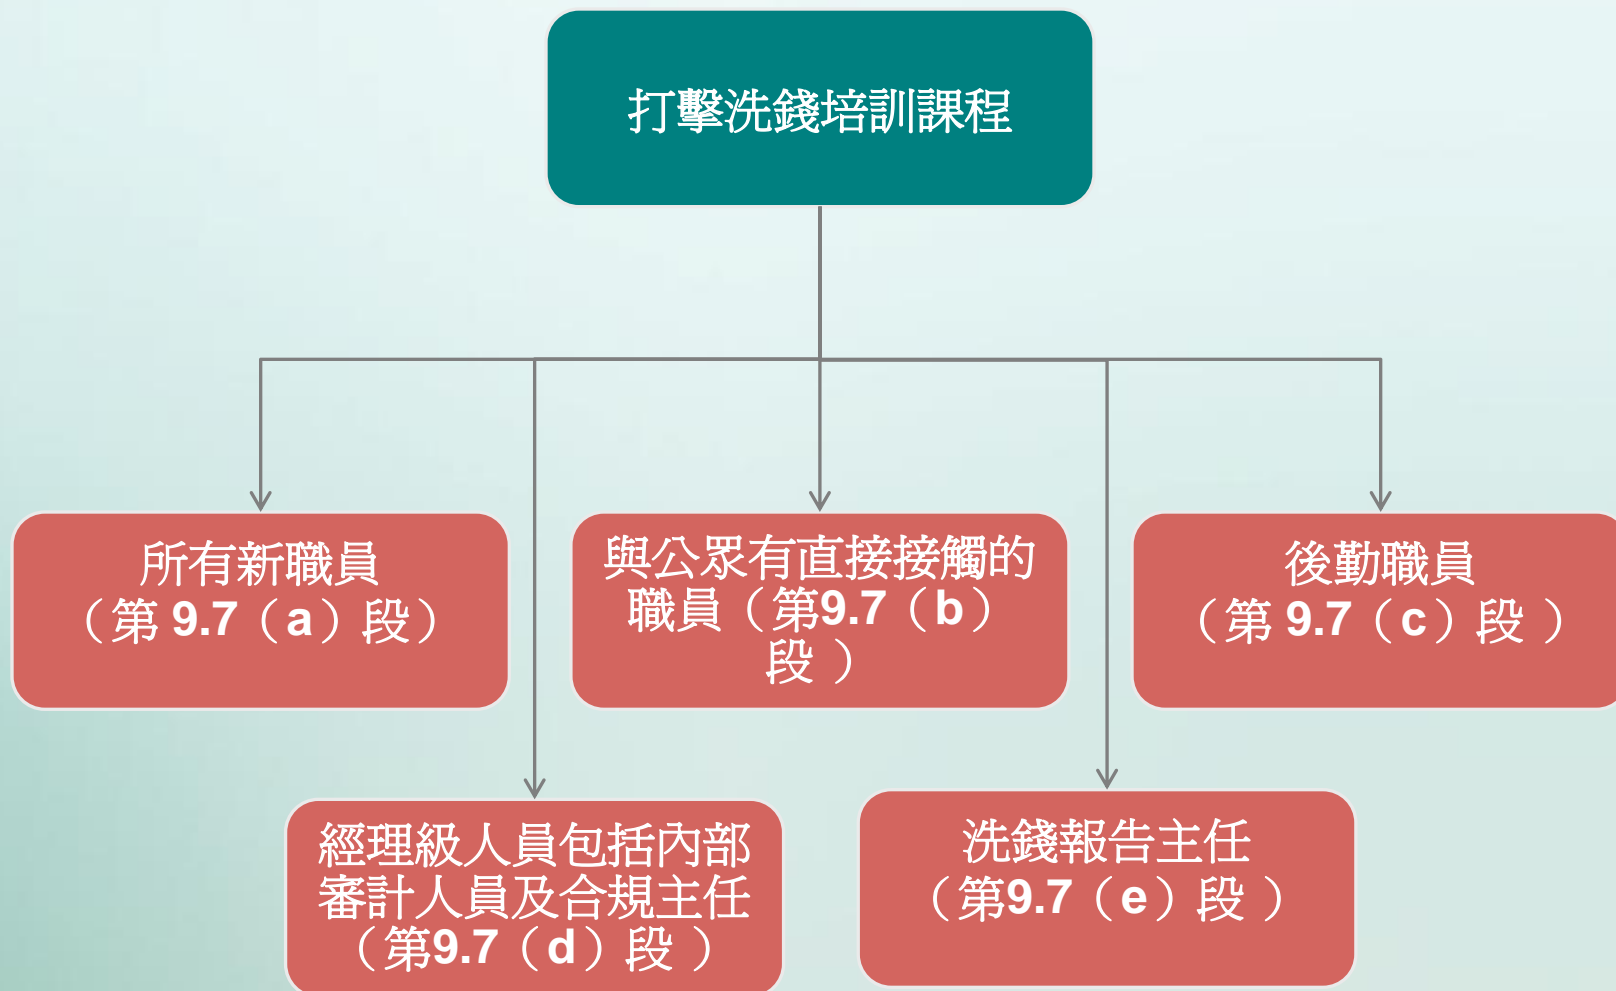 打擊洗錢培訓課程
所有新職員
（第 9.7（a）段）
與公眾有直接接觸的
職員（第9.7（b）
段 ）
後勤職員
（第 9.7（c）段 ）
經理級人員包括內部
審計人員及合規主任
（第9.7（d）段 ）
洗錢報告主任
（第9.7（e）段 ）